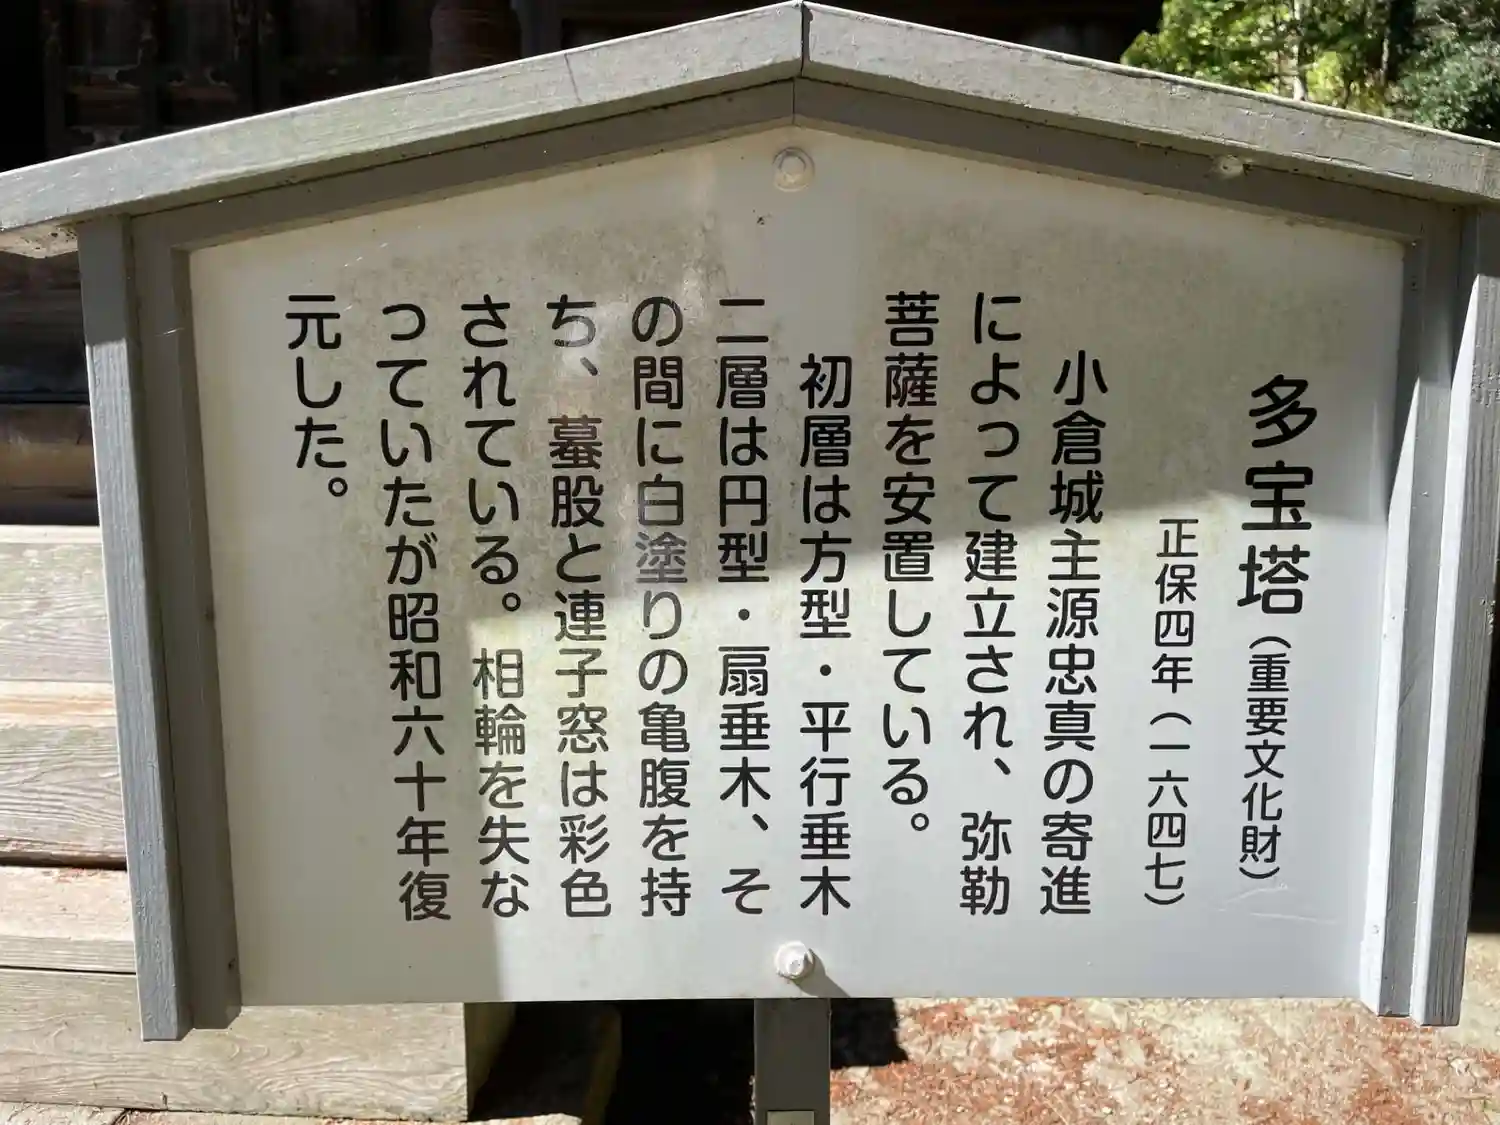 多宝塔（重要文化財）
正保四年（一六四七）
小倉城主源忠真の寄進
によって建立され、弥勒
菩薩を安置している。
初層は方型・平行垂木
二層は円型・扇垂木、そ
の間に白塗りの亀腹を持
ち、蟇股と連子窓は彩色
されている。相輪を失な
っていたが昭和六十年復
元した。